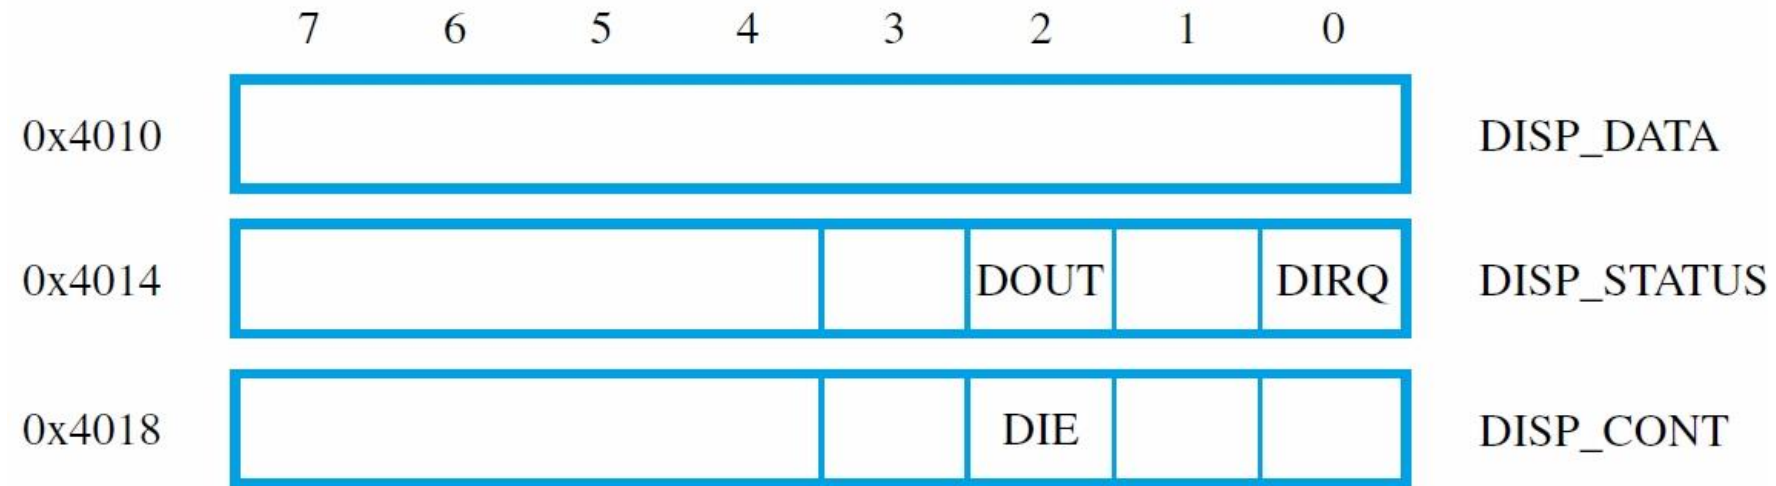 7 6 5 4 3 2 1 0
0x4010 DISP_DATA
0x4014 DOUT DIRQ DISP_STATUS
0x4018 DIE DISP_CONT